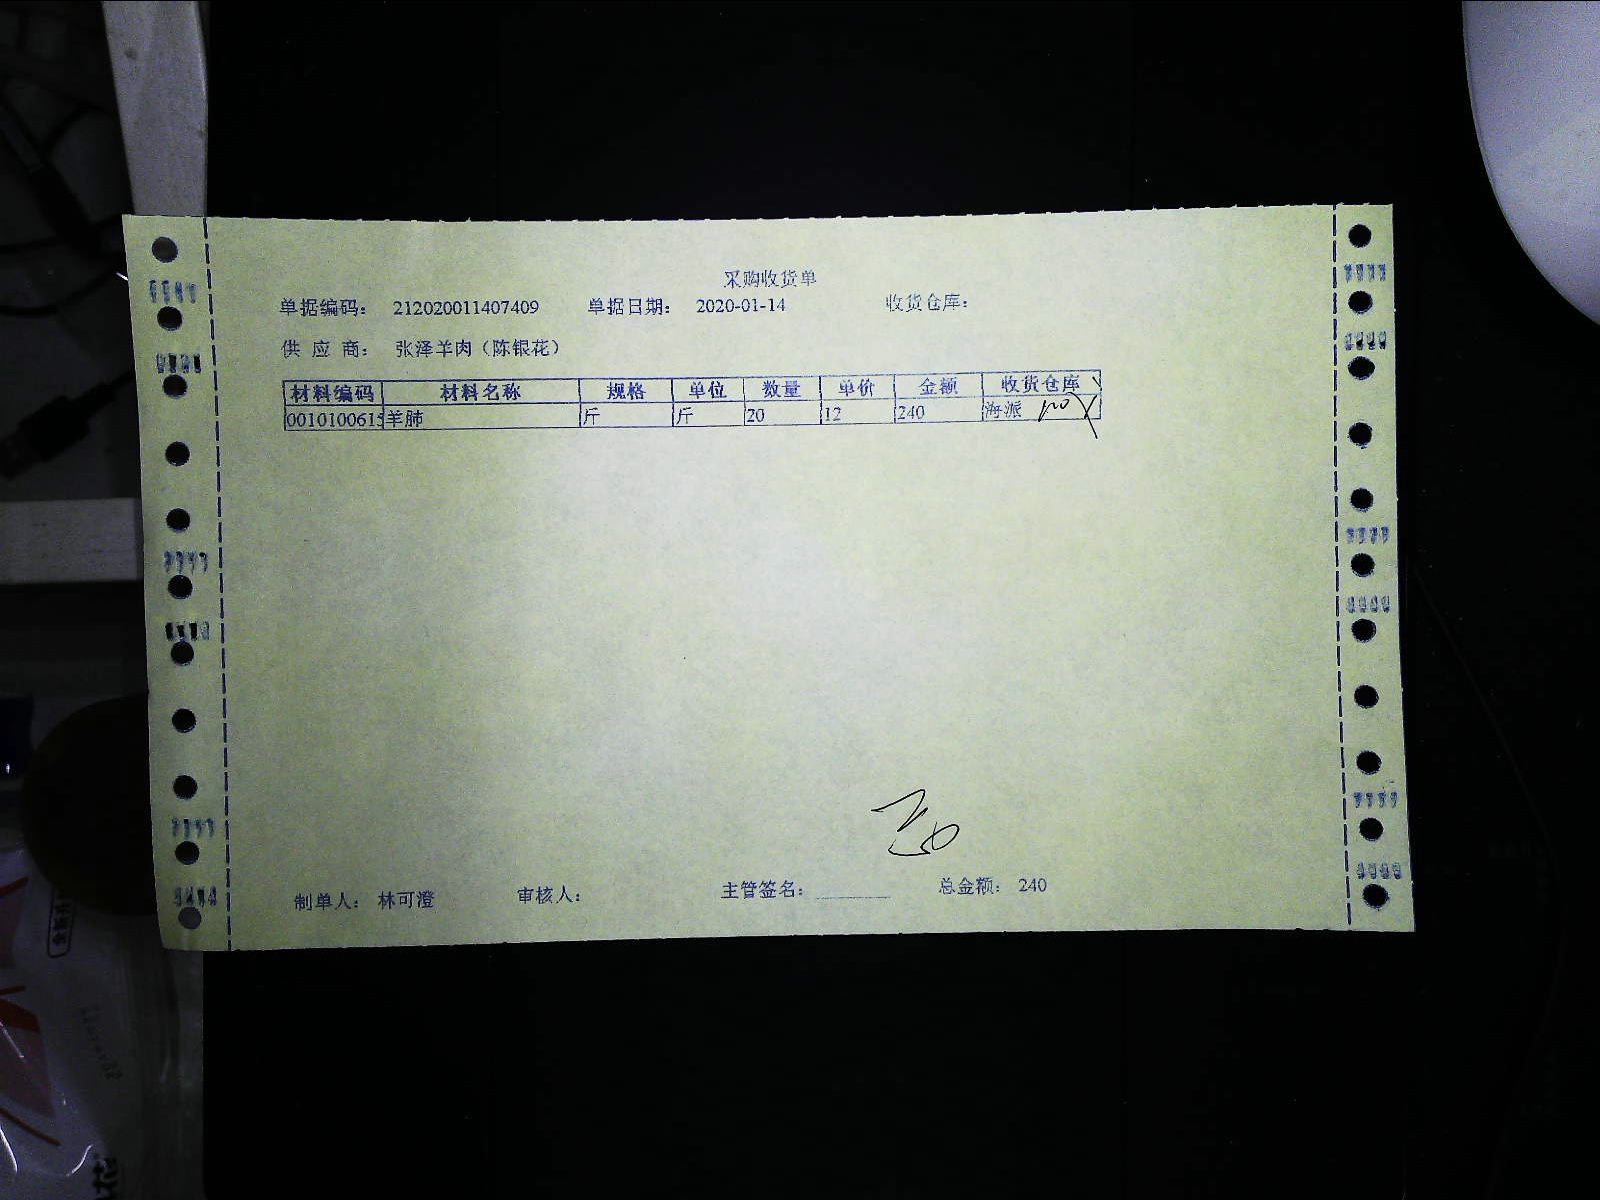 采购收货单
单据编码： 212020011407409 单据日期： 2020-01-14 收货仓库：
供 应 商： 张泽羊肉（陈银花）
材料编码 材料名称 规格 单位 数量 单价 金额 收货仓库
0010100615 羊肺 斤 斤 20 12 240 海派
制单人： 林可澄 审核人： 主管签名： 总金额： 240